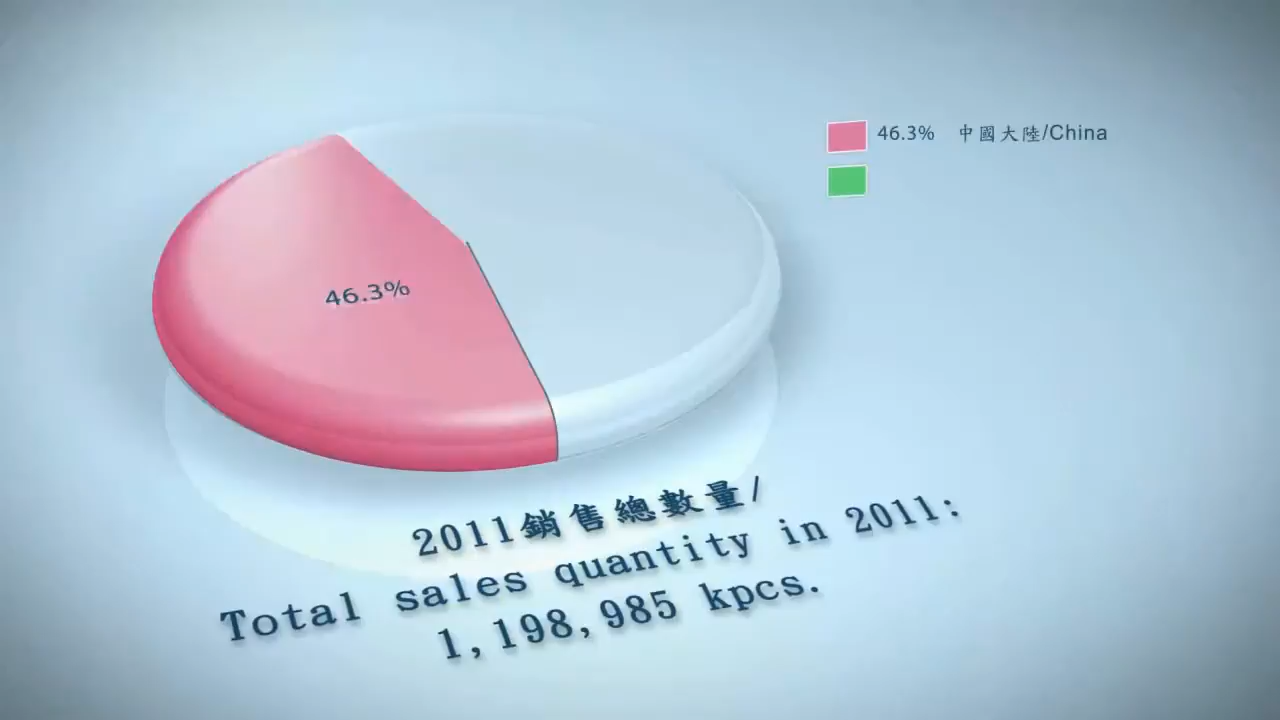 46.3% 中國大陸/China
46.3%
2011銷售總數量/
Total sales quantity in 2011:
1,198,985 kpcs.